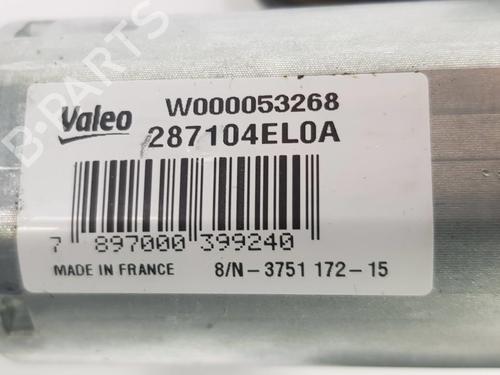 Valeo
W000053268
287104EL0A
7 897000 399240
MADE IN FRANCE 8/N-3751 172-15
B-PARTS